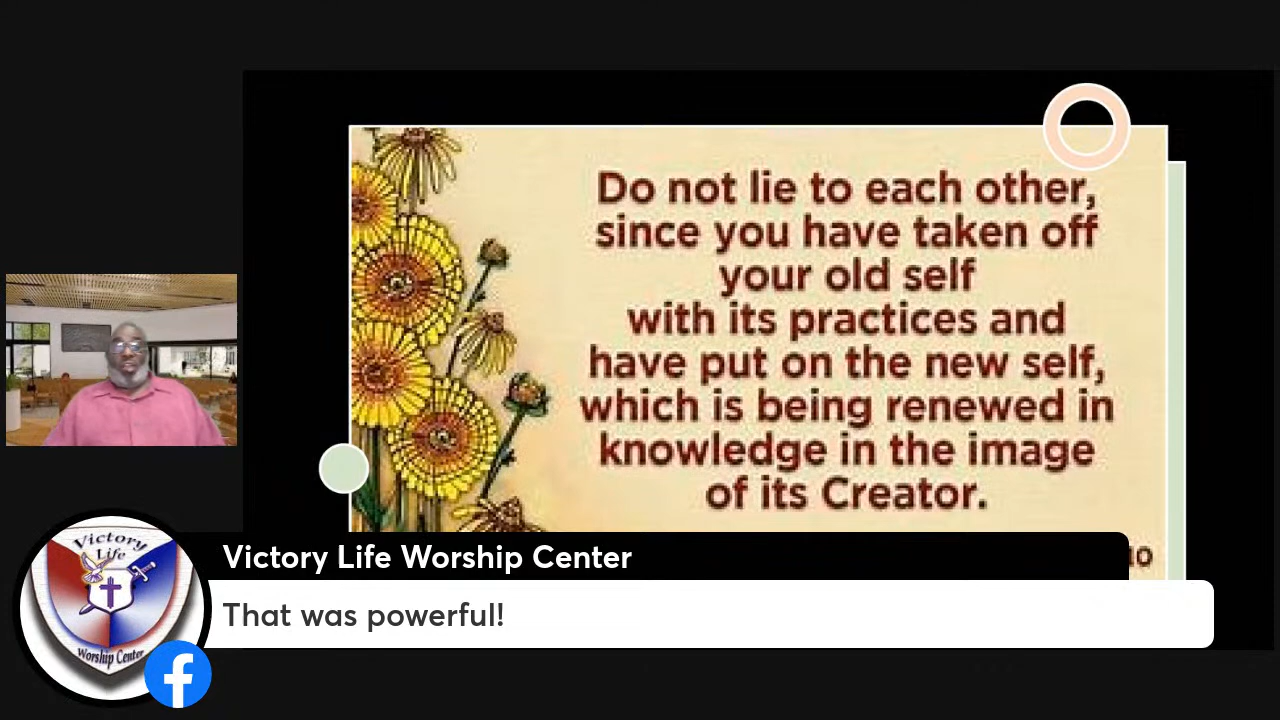 Do not lie to each other,
since you have taken off
your old self
with its practices and
have put on the new self,
which is being renewed in
knowledge in the image
of its Creator.
10
Victory Life Worship Center
That was powerful!
Victory
Life
Worship Center